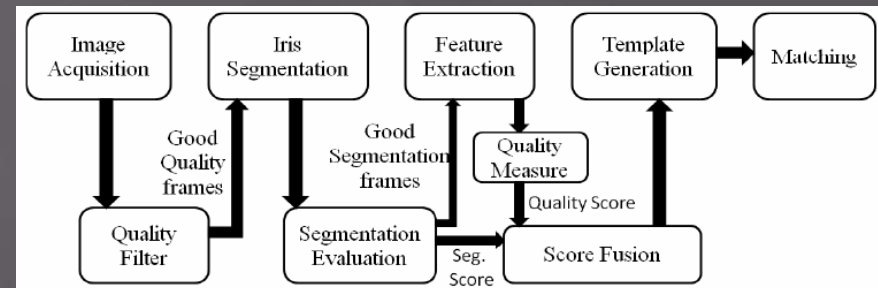 Image
Acquisition
Iris
Segmentation
Feature
Extraction
Template
Generation
Matching
Good
Quality
frames
Good
Segmentation
frames
Quality
Measure
Quality Score
Quality
Filter
Segmentation
Evaluation
Seg.
Score
Score Fusion